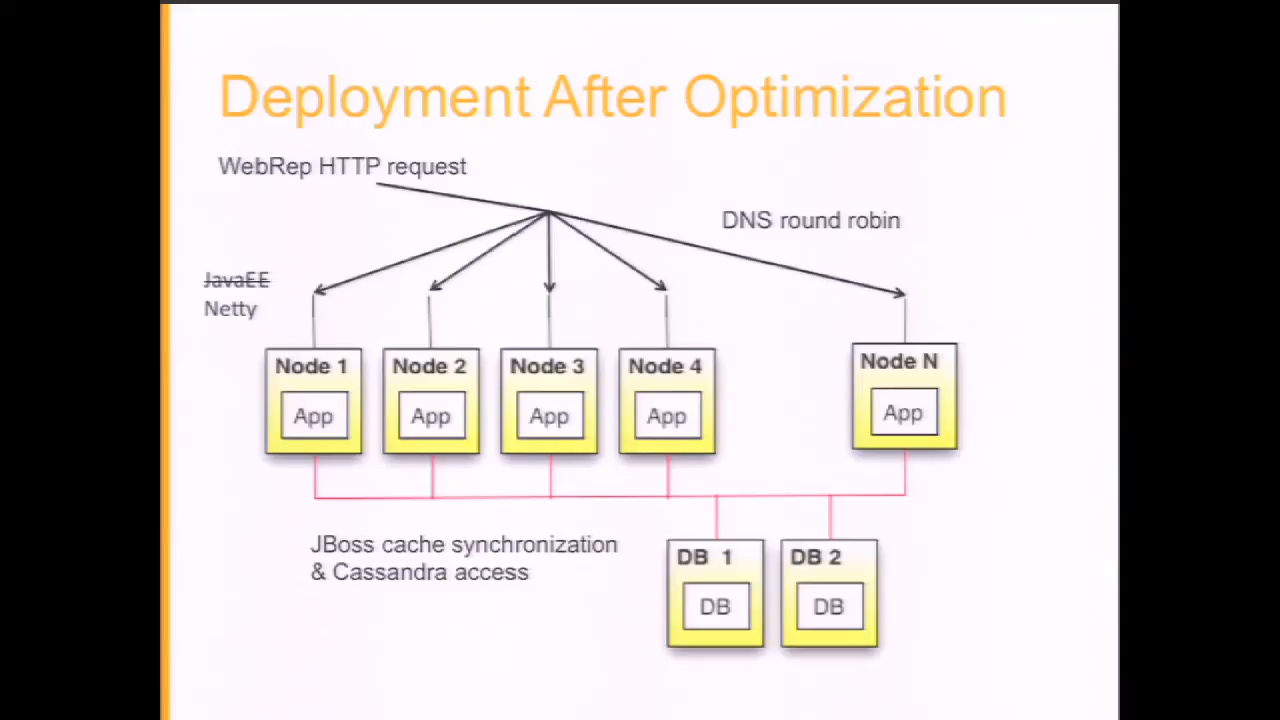 Deployment After Optimization
WebRep HTTP request
DNS round robin
JavaEE
Netty
Node 1
Node 2
Node 3
Node 4
Node N
App
App
App
App
App
JBoss cache synchronization
& Cassandra access
DB 1
DB 2
DB
DB